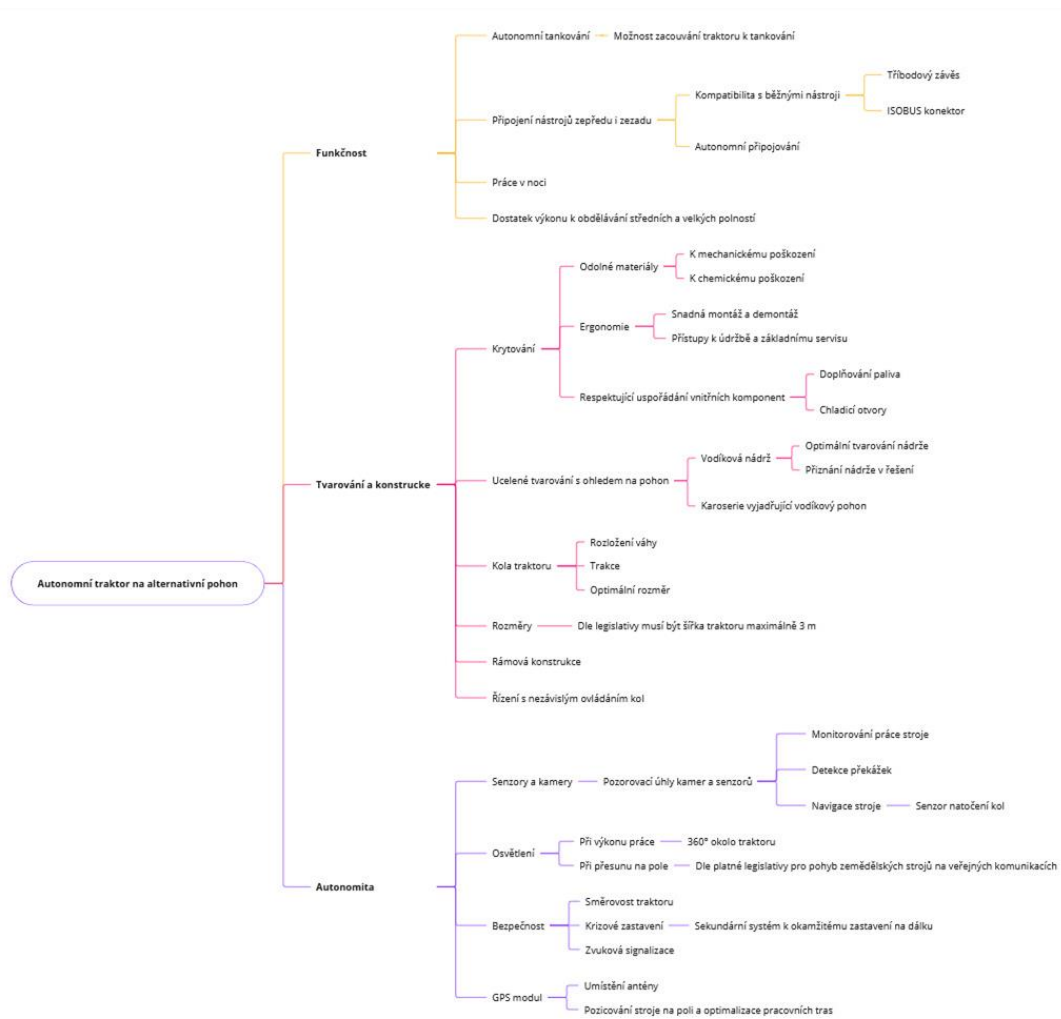 Autonomní traktor na alternativní pohon
Funkčnost
Autonomní tankování
Možnost zacouvání traktoru k tankování
Připojení nástrojů zepředu i zezadu
Kompatibilita s běžnými nástroji
Tříbodový závěs
ISOBUS konektor
Autonomní připojování
Práce v noci
Dostatek výkonu k obdělávání středních a velkých polností
Tvarování a konstrucke
Krytování
Odolné materiály
K mechanickému poškození
K chemickému poškození
Ergonomie
Snadná montáž a demontáž
Přístupy k údržbě a základnímu servisu
Respektující uspořádání vnitřních komponent
Doplňování paliva
Chladicí otvory
Ucelené tvarování s ohledem na pohon
Vodíková nádrž
Optimální tvarování nádrže
Přiznání nádrže v řešení
Karoserie vyjadřující vodíkový pohon
Kola traktoru
Rozložení váhy
Trakce
Optimální rozměr
Rozměry
Dle legislativy musí být šířka traktoru maximálně 3 m
Rámová konstrukce
Řízení s nezávislým ovládáním kol
Autonomita
Senzory a kamery
Pozorovací úhly kamer a senzorů
Monitorování práce stroje
Detekce překážek
Navigace stroje
Senzor natočení kol
Osvětlení
Při výkonu práce
360° okolo traktoru
Při přesunu na pole
Dle platné legislativy pro pohyb zemědělských strojů na veřejných komunikacích
Bezpečnost
Směrovost traktoru
Krizové zastavení
Sekundární systém k okamžitému zastavení na dálku
Zvuková signalizace
GPS modul
Umístění antény
Pozicování stroje na poli a optimalizace pracovních tras